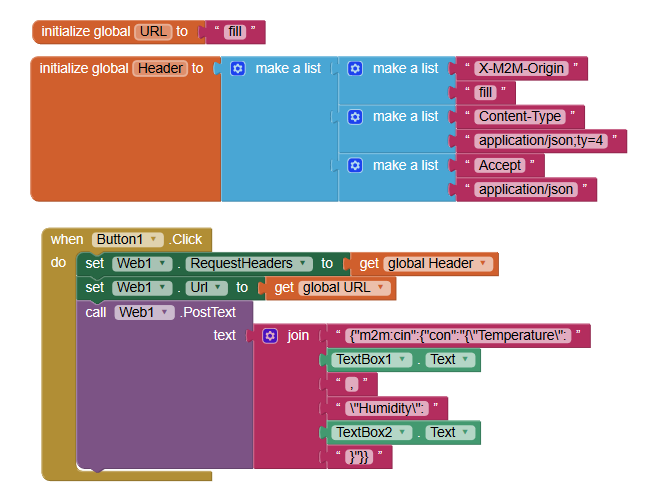 initialize global URL to " fill "
initialize global Header to make a list make a list " X-M2M-Origin "
" fill "
make a list " Content-Type "
" application/json;ty=4 "
make a list " Accept "
" application/json "
when Button1 .Click
do set Web1 . RequestHeaders to get global Header
set Web1 . Url to get global URL
call Web1 .PostText
text join " {"m2m:cin":{"con":"{\"Temperature\": "
TextBox1 . Text
" , "
" \"Humidity\": "
TextBox2 . Text
" }"}} "